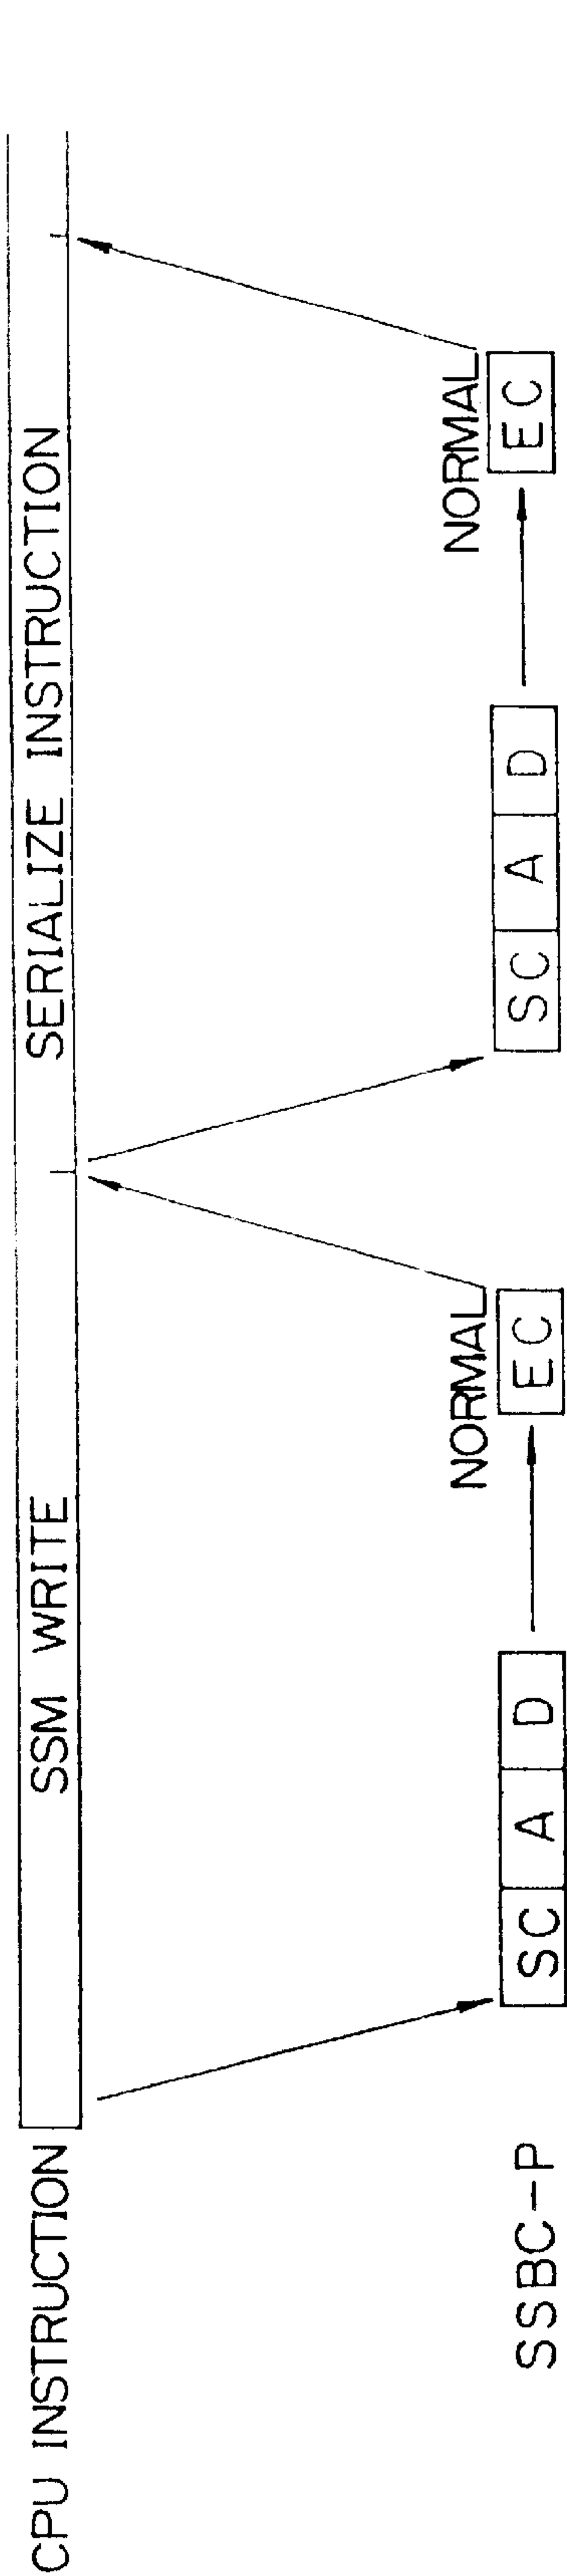 CPU INSTRUCTION
SSM WRITE
SERIALIZE INSTRUCTION
NORMAL
NORMAL
SSBC-P
SC A D
EC
SC A D
EC